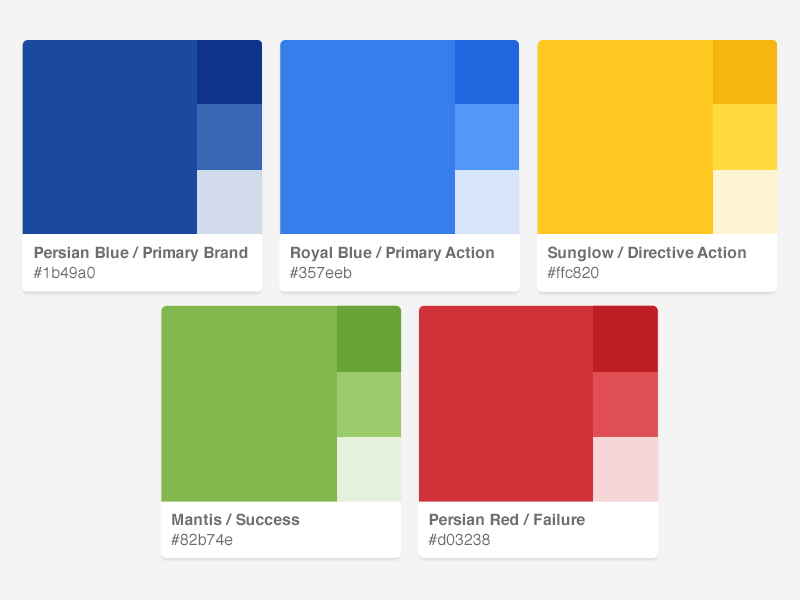 Persian Blue / Primary Brand
#1b49a0
Royal Blue / Primary Action
#357eeb
Sunglow / Directive Action
#ffc820
Mantis / Success
#82b74e
Persian Red / Failure
#d03238